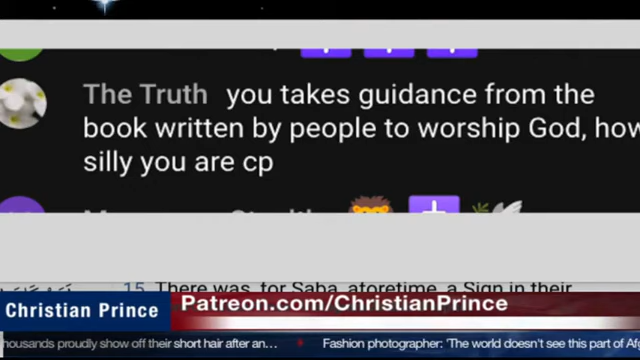 The Truth you takes guidance from the
book written by people to worship God, how
silly you are cp
15 There was, for Saba, aforetime, a Sign in their
Christian Prince
Patreon.com/ChristianPrince
thousands proudly show off their short hair after an...
Fashion photographer: 'The world doesn't see this part of Af